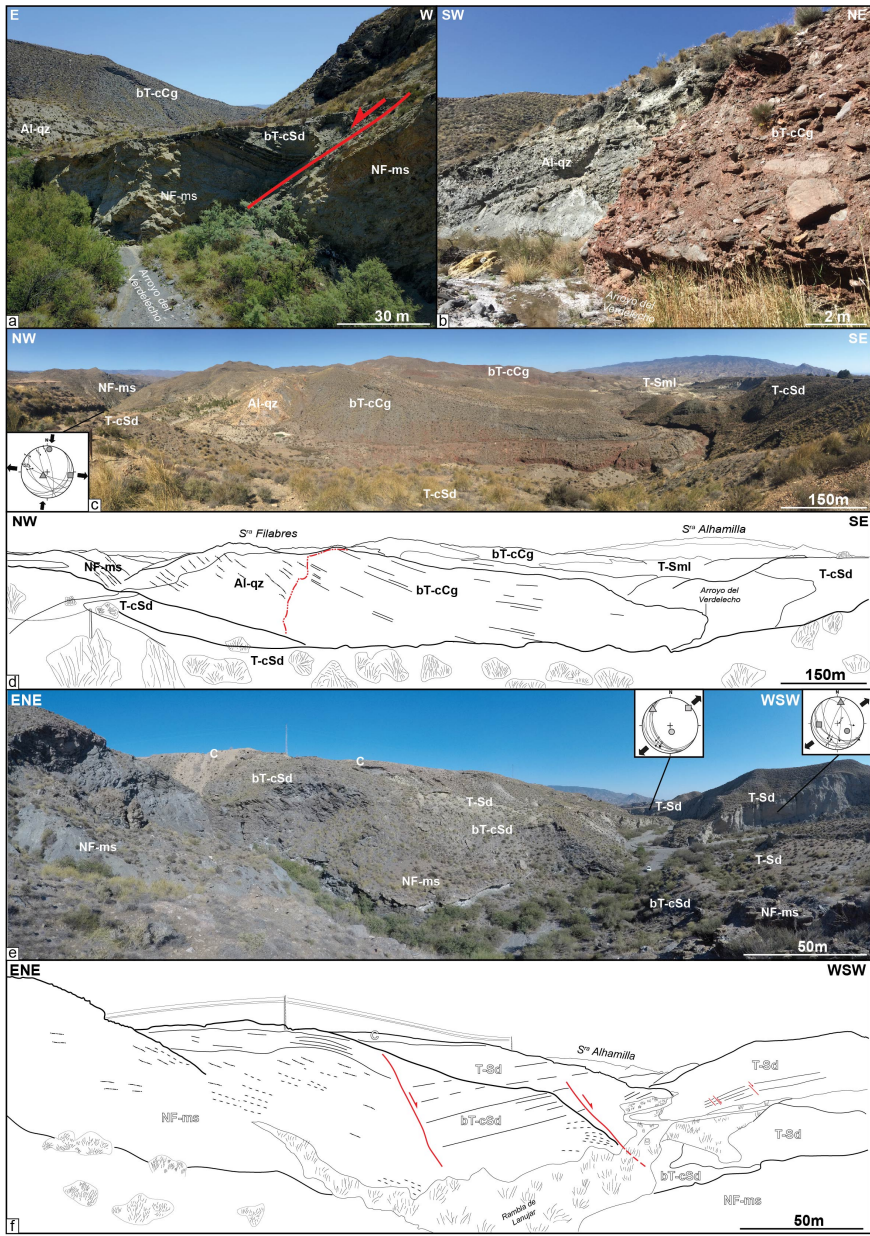 E W
bT-cCg
Al-qz
bT-cSd
NF-ms
NF-ms
Arroyo del
Verdelecho
a
30 m
SW NE
bT-cCg
Al-qz
Arroyo del
Verdelecho
b
2 m
NW SE
bT-cCg
NF-ms
T-Sml
T-cSd
Al-qz
bT-cCg
T-cSd
N
T-cSd
c
150m
NW SE
Sra Filabres
Sra Alhamilla
bT-cCg
NF-ms
T-Sml
Al-qz
bT-cCg
T-cSd
Arroyo del
Verdelecho
T-cSd
T-cSd
d
150m
ENE WSW
N
N
C
C
bT-cSd
T-Sd
T-Sd
T-Sd
bT-cSd
NF-ms
T-Sd
NF-ms
bT-cSd
NF-ms
e
50m
ENE WSW
C
Sra Alhamilla
T-Sd
T-Sd
NF-ms
bT-cSd
T-Sd
bT-cSd
NF-ms
Rambla de
Lanujar
f
50m